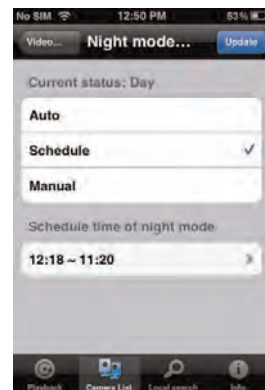 No SIM 12:50 PM 63%
Video... Night mode... Update
Current status: Day
Auto
Schedule
Manual
Schedule time of night mode
12:18 ~ 11:20
Playback Camera List Local search Info